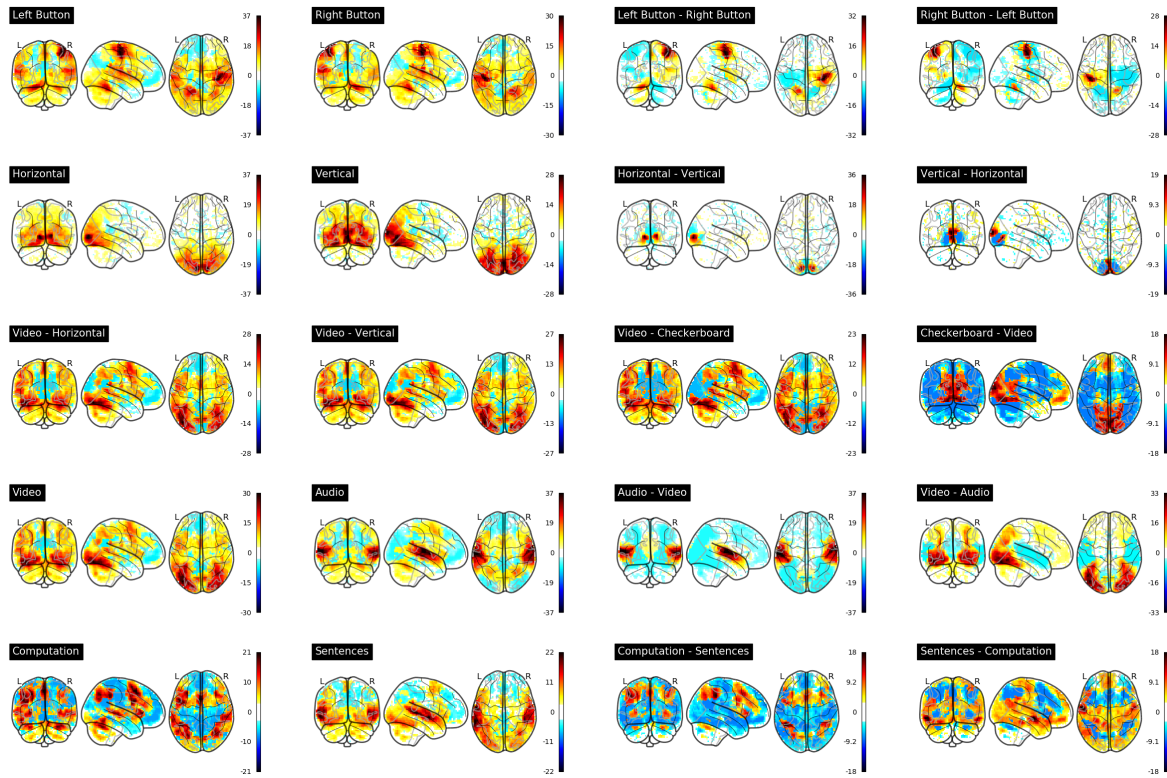 Left Button
Right Button
Left Button - Right Button
Right Button - Left Button
L R 37 18 0 -18 -37
L R 30 15 0 -15 -30
L R 32 16 0 -16 -32
L R 28 14 0 -14 -28
Horizontal
Vertical
Horizontal - Vertical
Vertical - Horizontal
L R 37 19 0 -19 -37
L R 28 14 0 -14 -28
L R 36 18 0 -18 -36
L R 19 9.3 0 -9.3 -19
Video - Horizontal
Video - Vertical
Video - Checkerboard
Checkerboard - Video
L R 28 14 0 -14 -28
L R 27 13 0 -13 -27
L R 23 12 0 -12 -23
L R 18 9.1 0 -9.1 -18
Video
Audio
Audio - Video
Video - Audio
L R 30 15 0 -15 -30
L R 37 19 0 -19 -37
L R 37 19 0 -19 -37
L R 33 16 0 -16 -33
Computation
Sentences
Computation - Sentences
Sentences - Computation
L R 21 10 0 -10 -21
L R 22 11 0 -11 -22
L R 18 9.2 0 -9.2 -18
L R 18 9.2 0 -9.2 -18